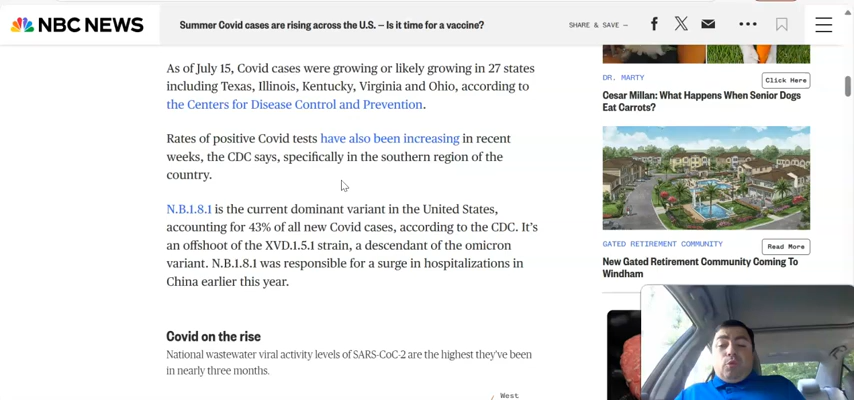 NBC NEWS
Summer Covid cases are rising across the U.S. — Is it time for a vaccine?
SHARE & SAVE —
As of July 15, Covid cases were growing or likely growing in 27 states
including Texas, Illinois, Kentucky, Virginia and Ohio, according to
the Centers for Disease Control and Prevention.
Rates of positive Covid tests have also been increasing in recent
weeks, the CDC says, specifically in the southern region of the
country.
N.B.1.8.1 is the current dominant variant in the United States,
accounting for 43% of all new Covid cases, according to the CDC. It's
an offshoot of the XVD.1.5.1 strain, a descendant of the omicron
variant. N.B.1.8.1 was responsible for a surge in hospitalizations in
China earlier this year.
Covid on the rise
National wastewater viral activity levels of SARS-CoC-2 are the highest they've been
in nearly three months.
West
DR. MARTY
Click Here
Cesar Millan: What Happens When Senior Dogs
Eat Carrots?
GATED RETIREMENT COMMUNITY
Read More
New Gated Retirement Community Coming To
Windham